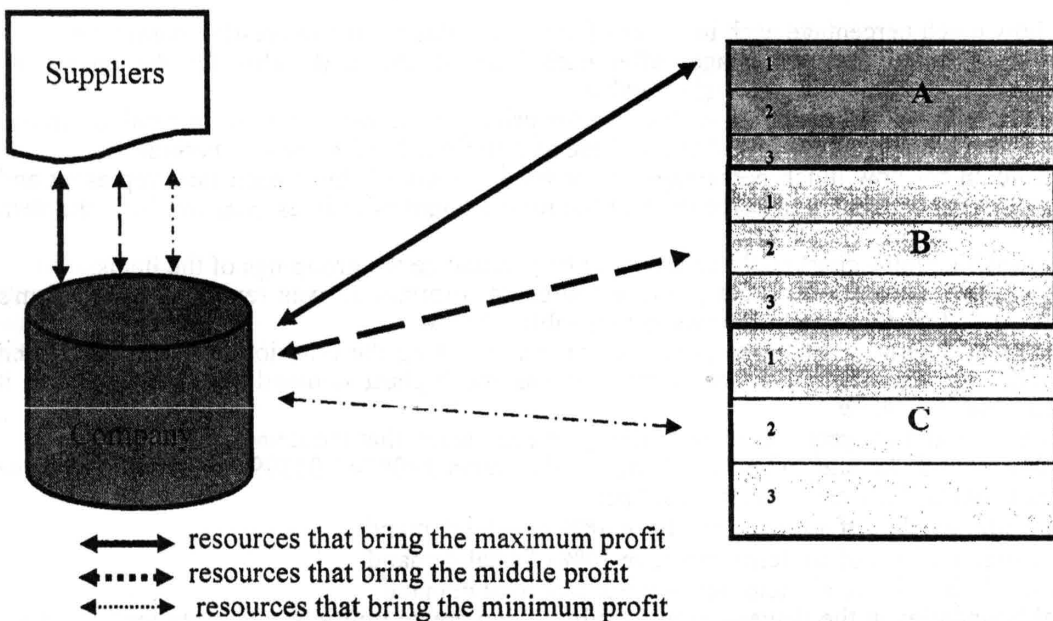 Suppliers
Company
1
A
2
3
1
B
2
3
1
C
2
3
resources that bring the maximum profit
resources that bring the middle profit
resources that bring the minimum profit